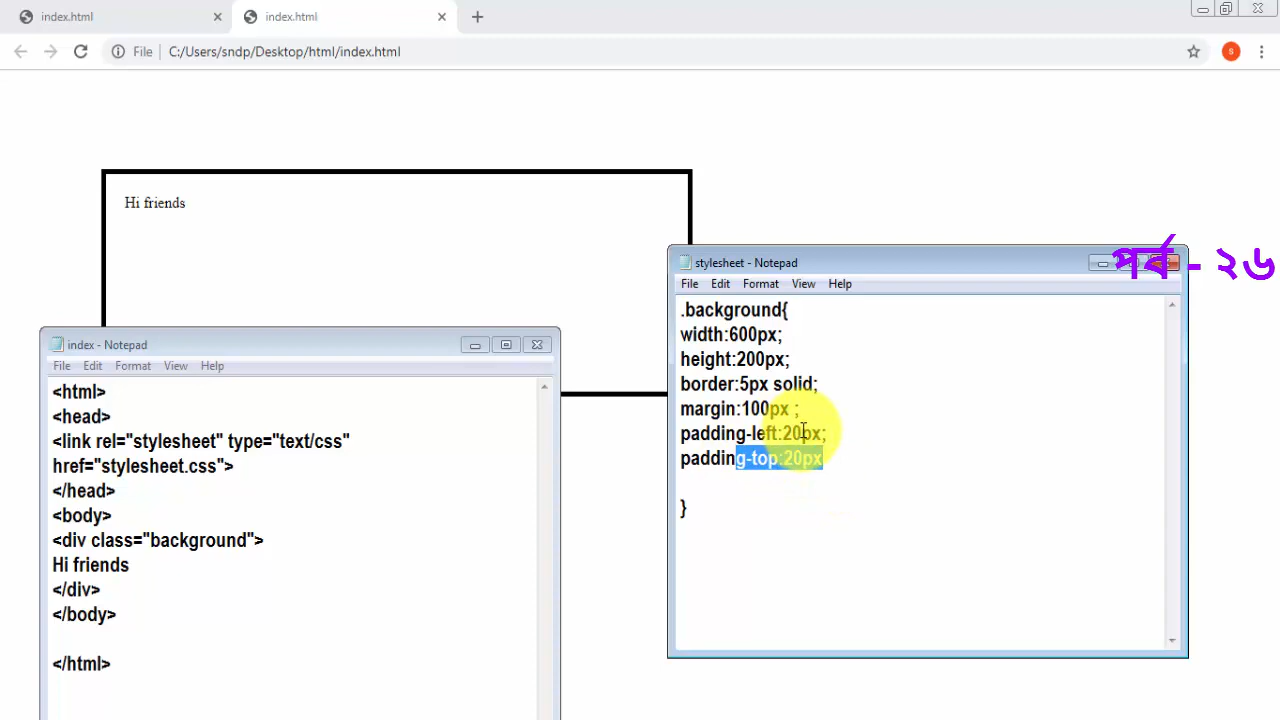 index.html
index.html
File
C:/Users/sndp/Desktop/html/index.html
S
Hi friends
stylesheet - Notepad
পর্ব - ২৬
File Edit Format View Help
.background{
width:600px;
height:200px;
border:5px solid;
margin:100px ;
padding-left:20px;
padding-top:20px
}
index - Notepad
File Edit Format View Help
<html>
<head>
<link rel="stylesheet" type="text/css"
href="stylesheet.css">
</head>
<body>
<div class="background">
Hi friends
</div>
</body>
</html>